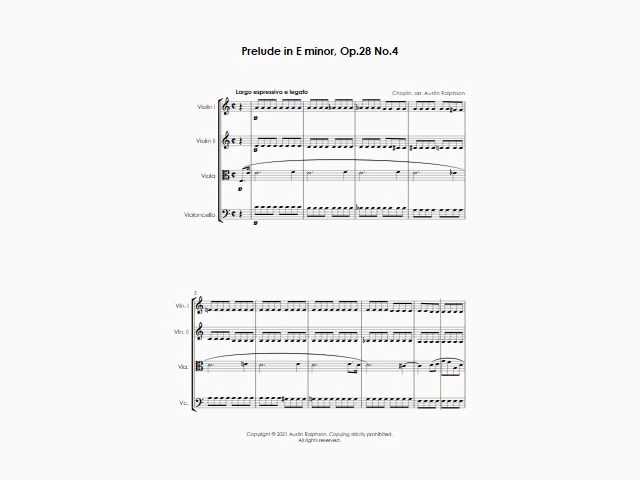 Prelude in E minor, Op.28 No.4
Largo espressivo e legato
Chopin, arr. Austin Ralphson
Violin I
Violin II
Viola
Violoncello
5
Vln. I
Vln. II
Vla.
Vc.
Copyright © 2021 Austin Ralphson. Copying strictly prohibited.
All rights reserved.